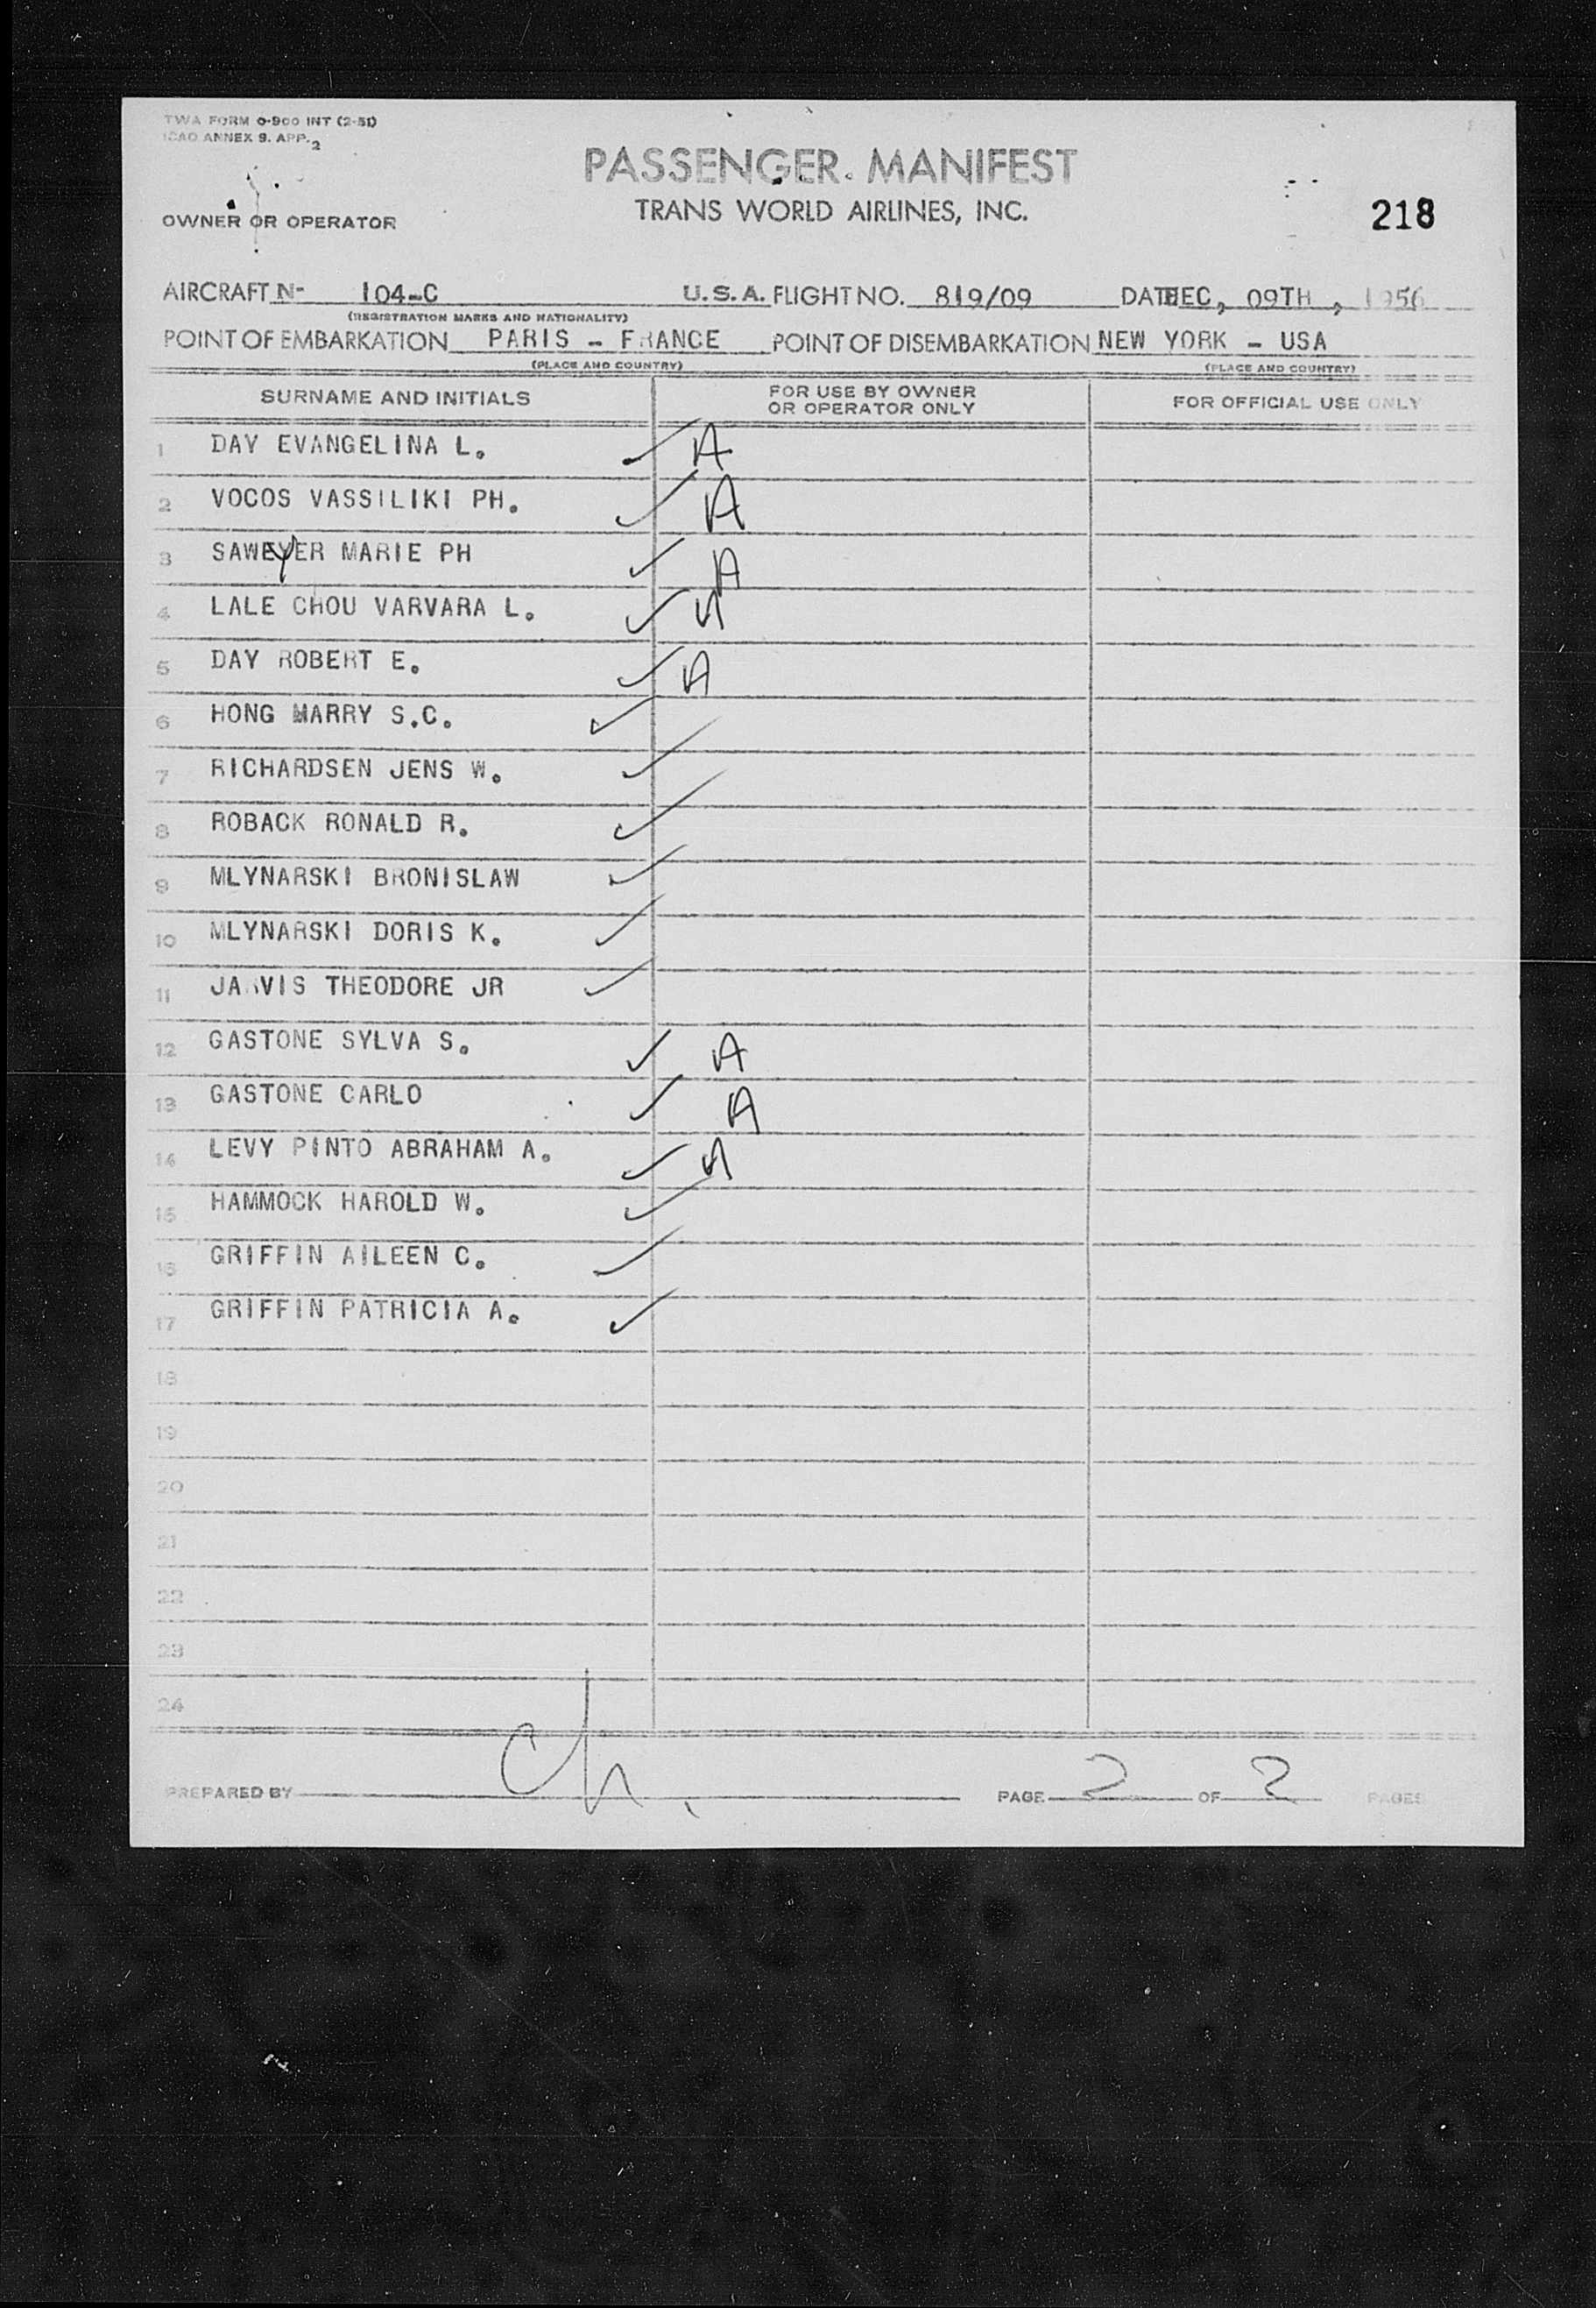 TWA FORM O-900 INT (2-51)
ICAO ANNEX 9. APP. 2
PASSENGER MANIFEST
TRANS WORLD AIRLINES, INC.
218
OWNER OR OPERATOR
AIRCRAFT N- 104-C U.S.A. FLIGHT NO. 819/09 DATE DEC, 09TH, 1956
(REGISTRATION MARKS AND NATIONALITY)
POINT OF EMBARKATION PARIS - FRANCE POINT OF DISEMBARKATION NEW YORK - USA
(PLACE AND COUNTRY) (PLACE AND COUNTRY)
SURNAME AND INITIALS FOR USE BY OWNER OR OPERATOR ONLY FOR OFFICIAL USE ONLY
1 DAY EVANGELINA L. ✓ A
2 VOCOS VASSILIKI PH. ✓ A
3 SAWEYER MARIE PH ✓ A
4 LALE CHOU VARVARA L. ✓ A
5 DAY ROBERT E. ✓ A
6 HONG MARRY S.C. ✓
7 RICHARDSEN JENS W. ✓
8 ROBACK RONALD R. ✓
9 MLYNARSKI BRONISLAW ✓
10 MLYNARSKI DORIS K. ✓
11 JARVIS THEODORE JR ✓
12 GASTONE SYLVA S. ✓ A
13 GASTONE CARLO ✓ A
14 LEVY PINTO ABRAHAM A. ✓ A
15 HAMMOCK HAROLD W. ✓
16 GRIFFIN AILEEN C. ✓
17 GRIFFIN PATRICIA A. ✓
18
19
20
21
22
23
24
PREPARED BY Ch. PAGE 2 OF 2 PAGES